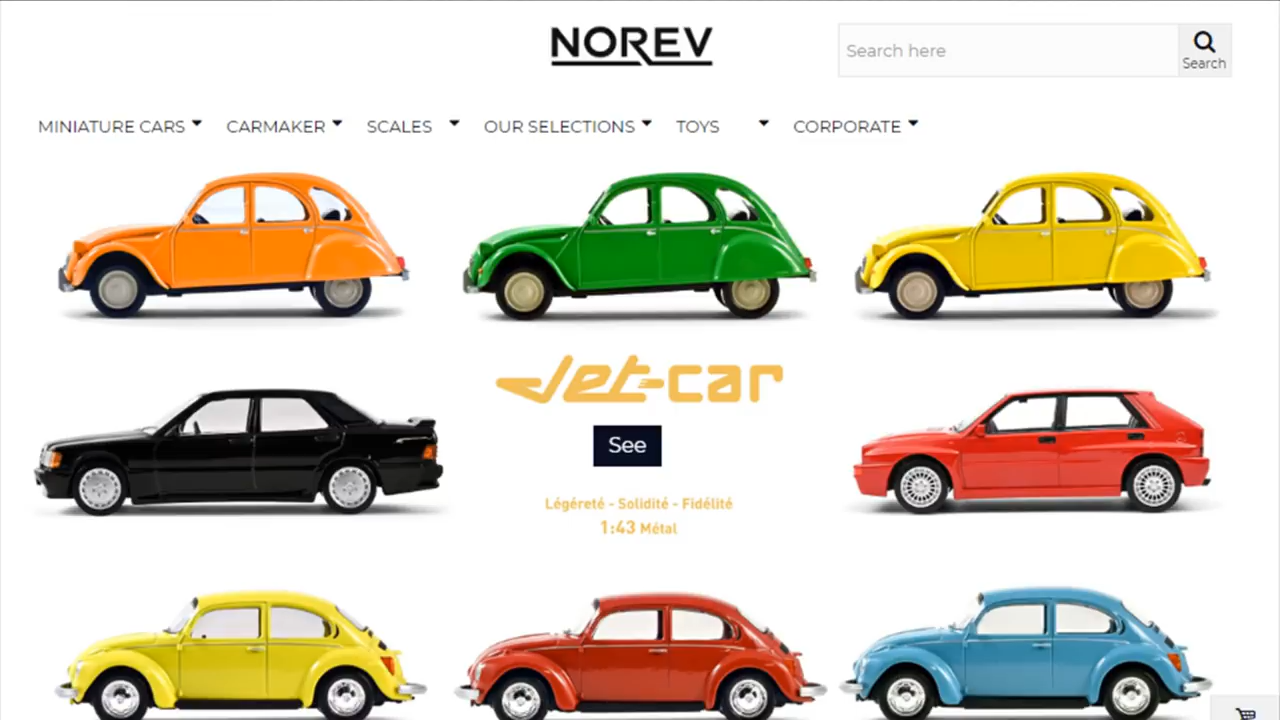 NOREV
Search here
Search
MINIATURE CARS CARMAKER SCALES OUR SELECTIONS TOYS CORPORATE
Jet-car
See
Légéreté - Solidité - Fidélité
1:43 Métal